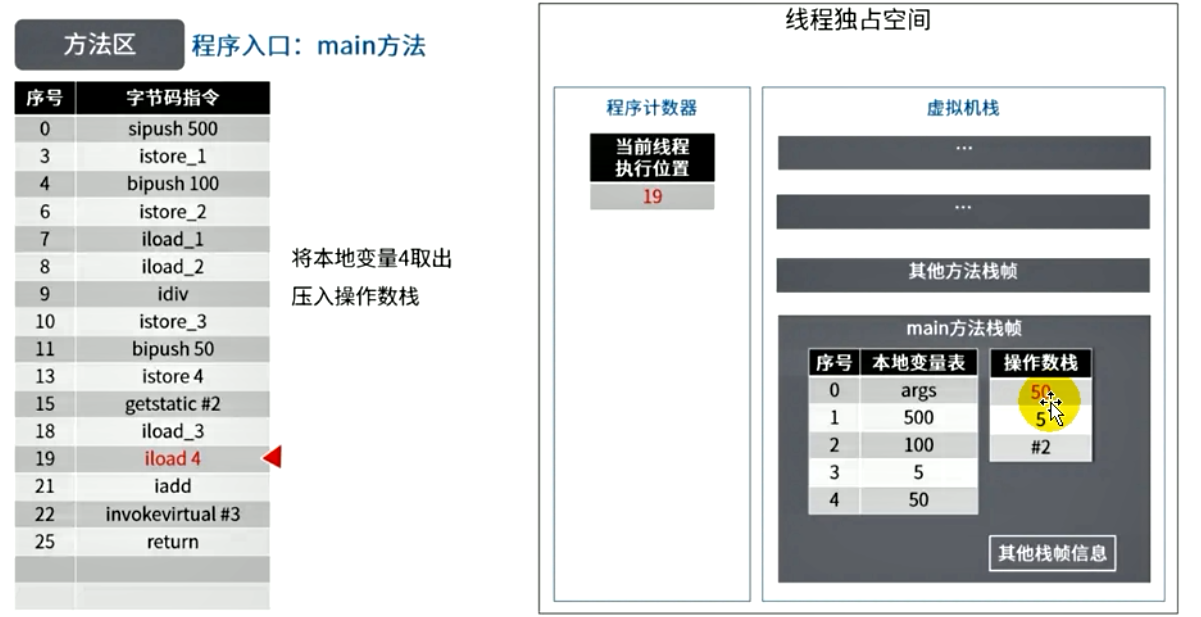 方法区 程序入口：main方法
序号 字节码指令
0 sipush 500
3 istore_1
4 bipush 100
6 istore_2
7 iload_1
8 iload_2
9 idiv
10 istore_3
11 bipush 50
13 istore 4
15 getstatic #2
18 iload_3
19 iload 4
21 iadd
22 invokevirtual #3
25 return
将本地变量4取出
压入操作数栈
线程独占空间
程序计数器
当前线程
执行位置
19
虚拟机栈
...
...
其他方法栈帧
main方法栈帧
序号 本地变量表
0 args
1 500
2 100
3 5
4 50
操作数栈
50
5
#2
其他栈帧信息